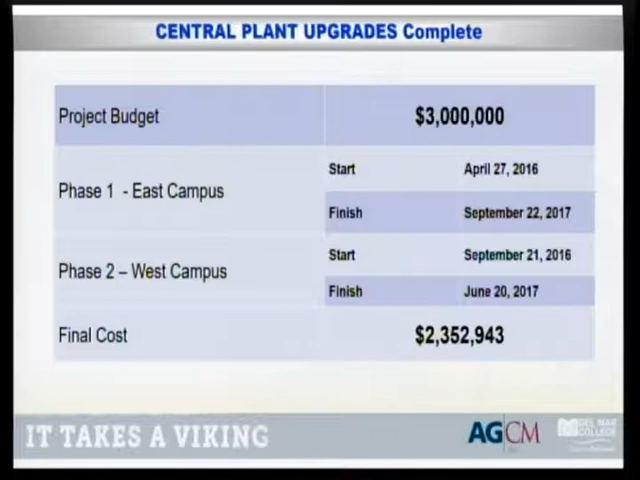 CENTRAL PLANT UPGRADES Complete
Project Budget $3,000,000
Phase 1 - East Campus
Start April 27, 2016
Finish September 22, 2017
Phase 2 – West Campus
Start September 21, 2016
Finish June 20, 2017
Final Cost $2,352,943
IT TAKES A VIKING
AG CM
DEL MAR
COLLEGE